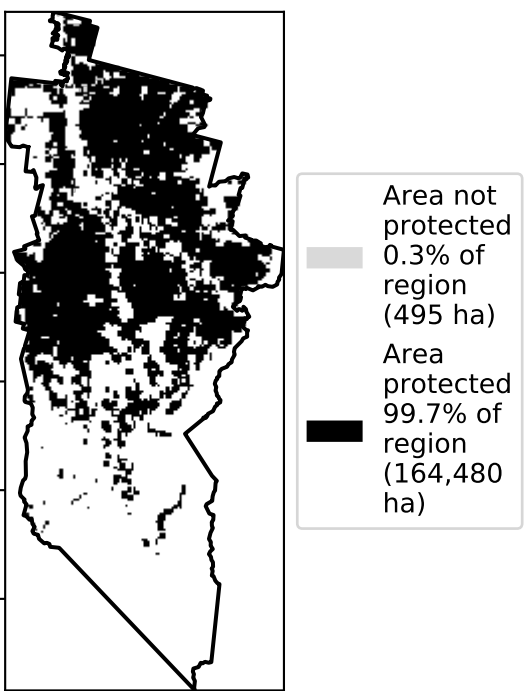 Area not
protected
0.3% of
region
(495 ha)
Area
protected
99.7% of
region
(164,480
ha)